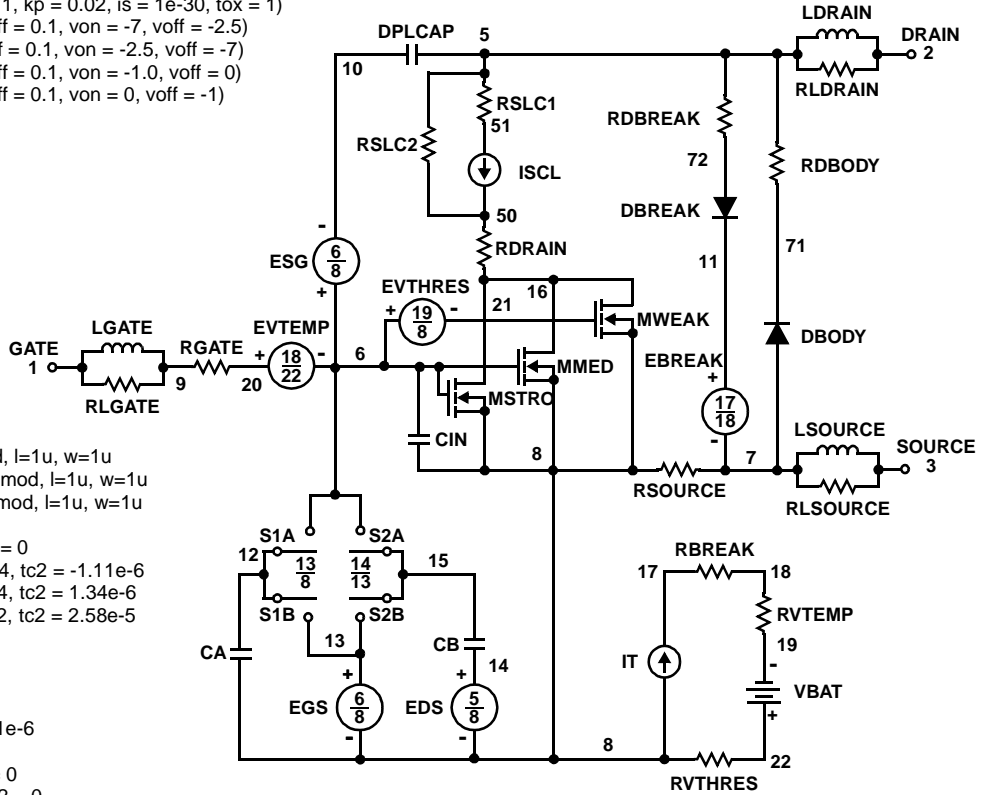 1, kp = 0.02, is = 1e-30, tox = 1)
ff = 0.1, von = -7, voff = -2.5)
f = 0.1, von = -2.5, voff = -7)
ff = 0.1, von = -1.0, voff = 0)
ff = 0.1, von = 0, voff = -1)
LDRAIN
DPLCAP 5 DRAIN
2
10
RLDRAIN
RSLC1
RDBREAK
51
RSLC2
72 RDBODY
ISCL
DBREAK
50
71
RDRAIN
-
ESG 6
8
11
+
EVTHRES 16
21
+ 19 -
8
MWEAK
LGATE EVTEMP
DBODY
GATE RGATE + 18 - 6
22
EBREAK
MMED
1 9 20
+
MSTRO
17
18
RLGATE
LSOURCE
CIN
-
8 7 SOURCE
3
d, l=1u, w=1u
mod, l=1u, w=1u
mod, l=1u, w=1u
RSOURCE
RLSOURCE
= 0
S1A S2A
12 13
8
14
13
15
4, tc2 = -1.11e-6
4, tc2 = 1.34e-6
2, tc2 = 2.58e-5
RBREAK
17 18
S1B S2B
RVTEMP
13
CB
19
CA
14
IT
-
+ +
VBAT
EGS 6
8
EDS 5
8
+
- -
8
22
RVTHRES
1e-6
0